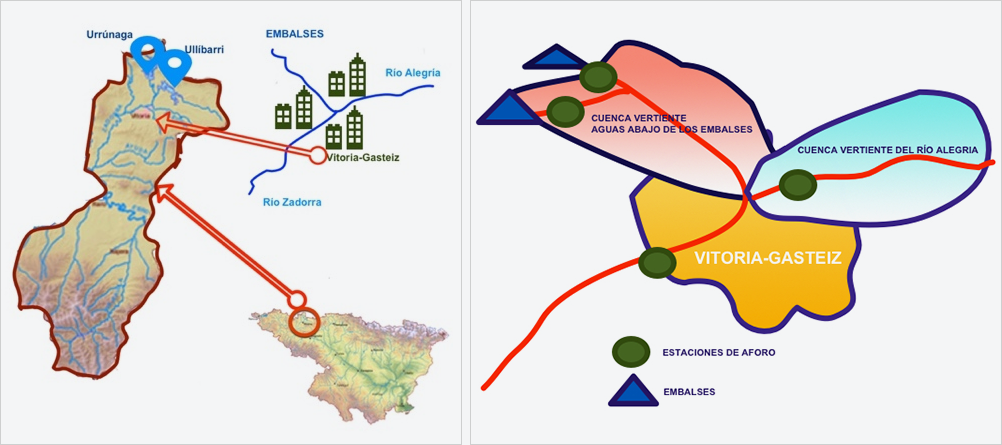 Urrúnaga
Ullíbarri
EMBALSES
Río Alegría
Vitoria-Gasteiz
Río Zadorra
CUENCA VERTIENTE
AGUAS ABAJO DE LOS EMBALSES
CUENCA VERTIENTE DEL RÍO ALEGRIA
VITORIA-GASTEIZ
ESTACIONES DE AFORO
EMBALSES